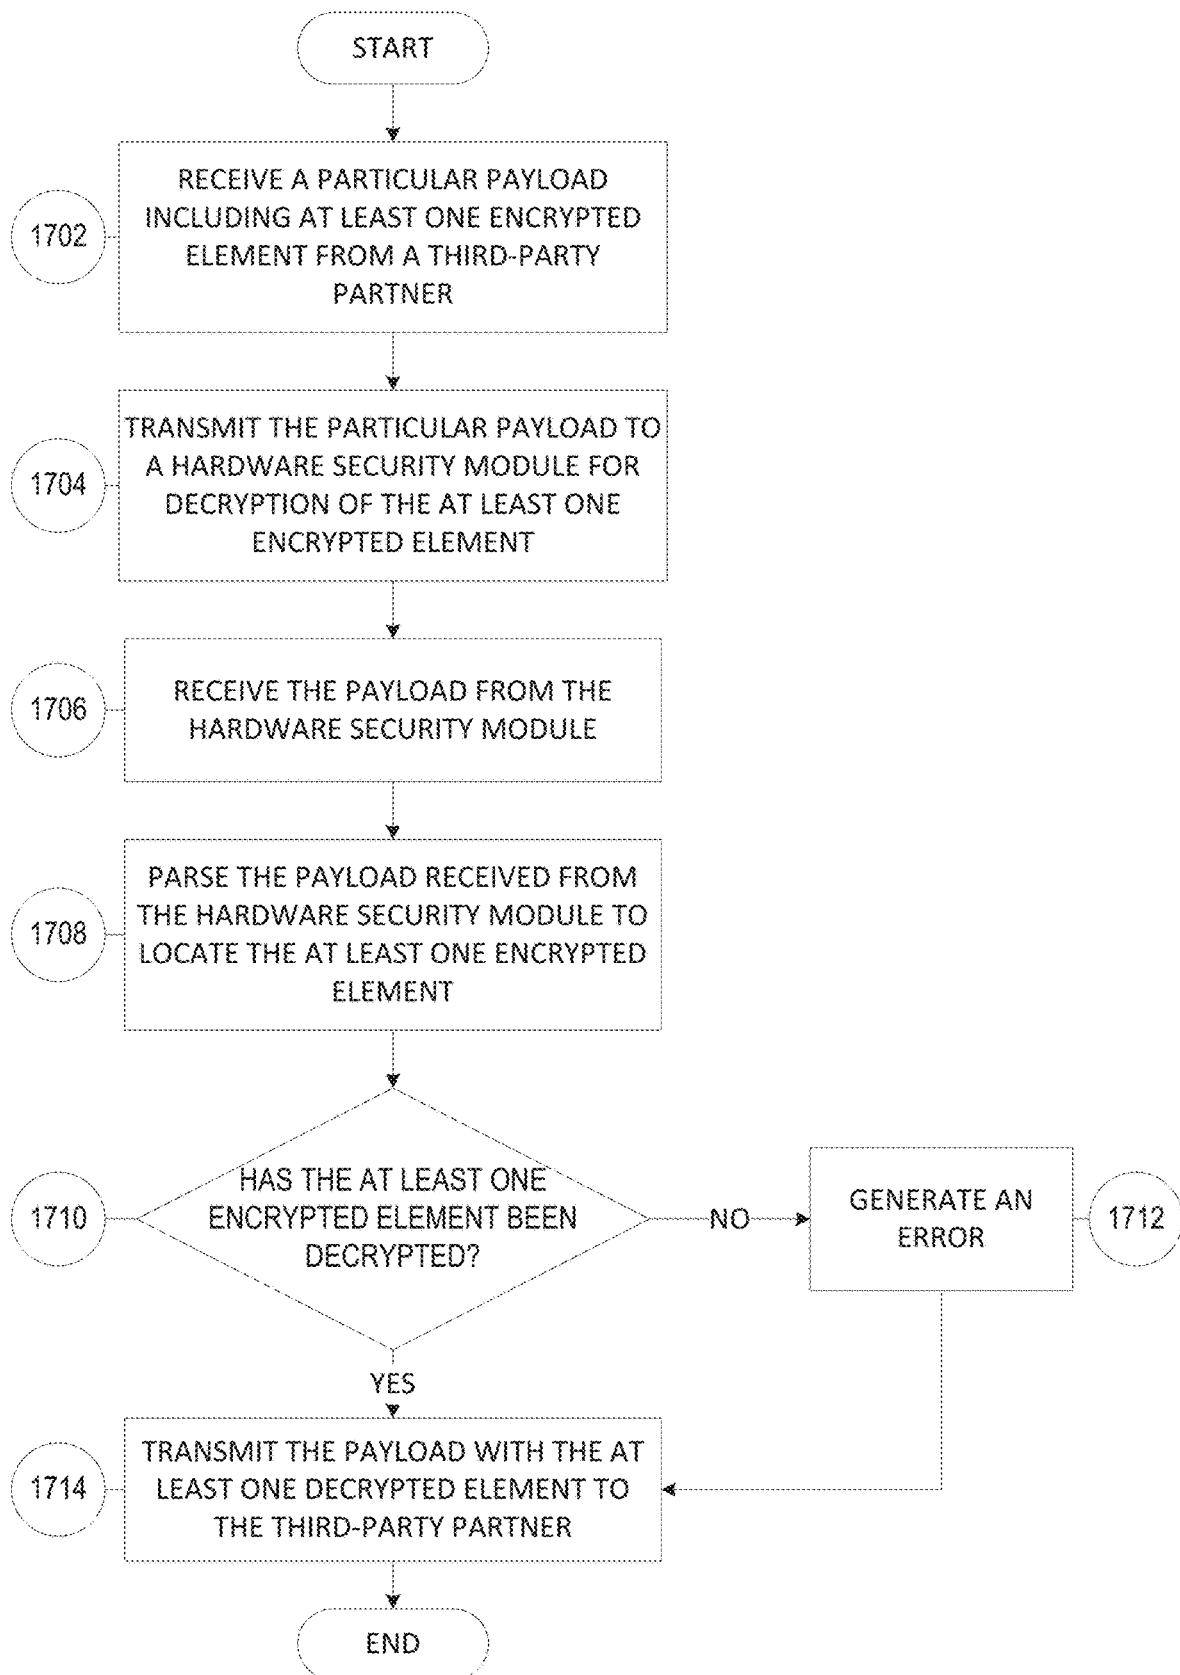 START
1702
RECEIVE A PARTICULAR PAYLOAD
INCLUDING AT LEAST ONE ENCRYPTED
ELEMENT FROM A THIRD-PARTY
PARTNER
1704
TRANSMIT THE PARTICULAR PAYLOAD TO
A HARDWARE SECURITY MODULE FOR
DECRYPTION OF THE AT LEAST ONE
ENCRYPTED ELEMENT
1706
RECEIVE THE PAYLOAD FROM THE
HARDWARE SECURITY MODULE
1708
PARSE THE PAYLOAD RECEIVED FROM
THE HARDWARE SECURITY MODULE TO
LOCATE THE AT LEAST ONE ENCRYPTED
ELEMENT
1710
HAS THE AT LEAST ONE
ENCRYPTED ELEMENT BEEN
DECRYPTED?
NO
GENERATE AN
ERROR
1712
YES
1714
TRANSMIT THE PAYLOAD WITH THE AT
LEAST ONE DECRYPTED ELEMENT TO
THE THIRD-PARTY PARTNER
END